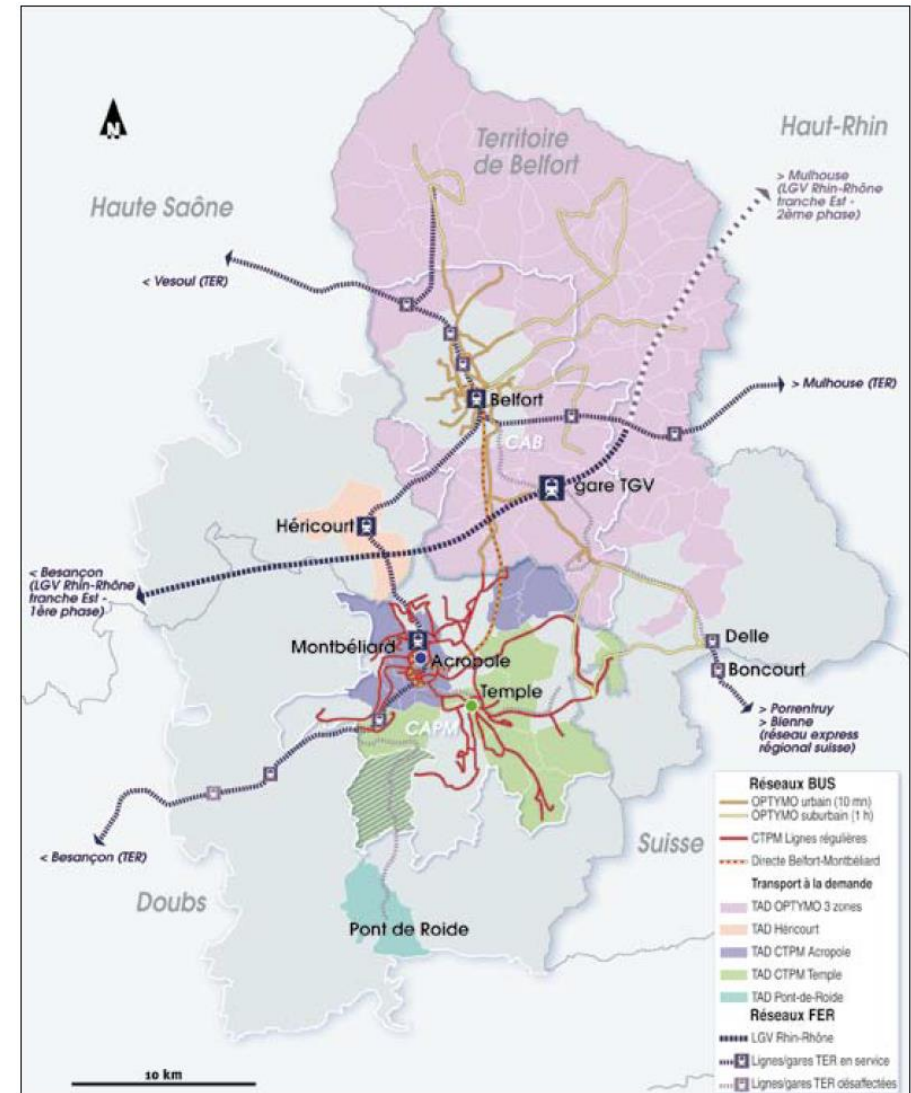 N
Territoire
de Belfort
Haut-Rhin
Haute Saône
> Mulhouse
(LGV Rhin-Rhône
tranche Est -
2ème phase)
< Vesoul (TER)
> Mulhouse (TER)
Belfort
CAB
gare TGV
Héricourt
< Besançon
(LGV Rhin-Rhône
tranche Est -
1ère phase)
Montbéliard
Acropole
Delle
Boncourt
Temple
CAPM
> Porrentruy
> Bienne
(réseau express
régional suisse)
< Besançon (TER)
Suisse
Doubs
Pont de Roide
10 km
Réseaux BUS
OPTYMO urbain (10 mn)
OPTYMO suburbain (1 h)
CTPM Lignes régulières
Directe Belfort-Montbéliard
Transport à la demande
TAD OPTYMO 3 zones
TAD Héricourt
TAD CTPM Acropole
TAD CTPM Temple
TAD Pont-de-Roide
Réseaux FER
LGV Rhin-Rhône
Lignes/gares TER en service
Lignes/gares TER désaffectées